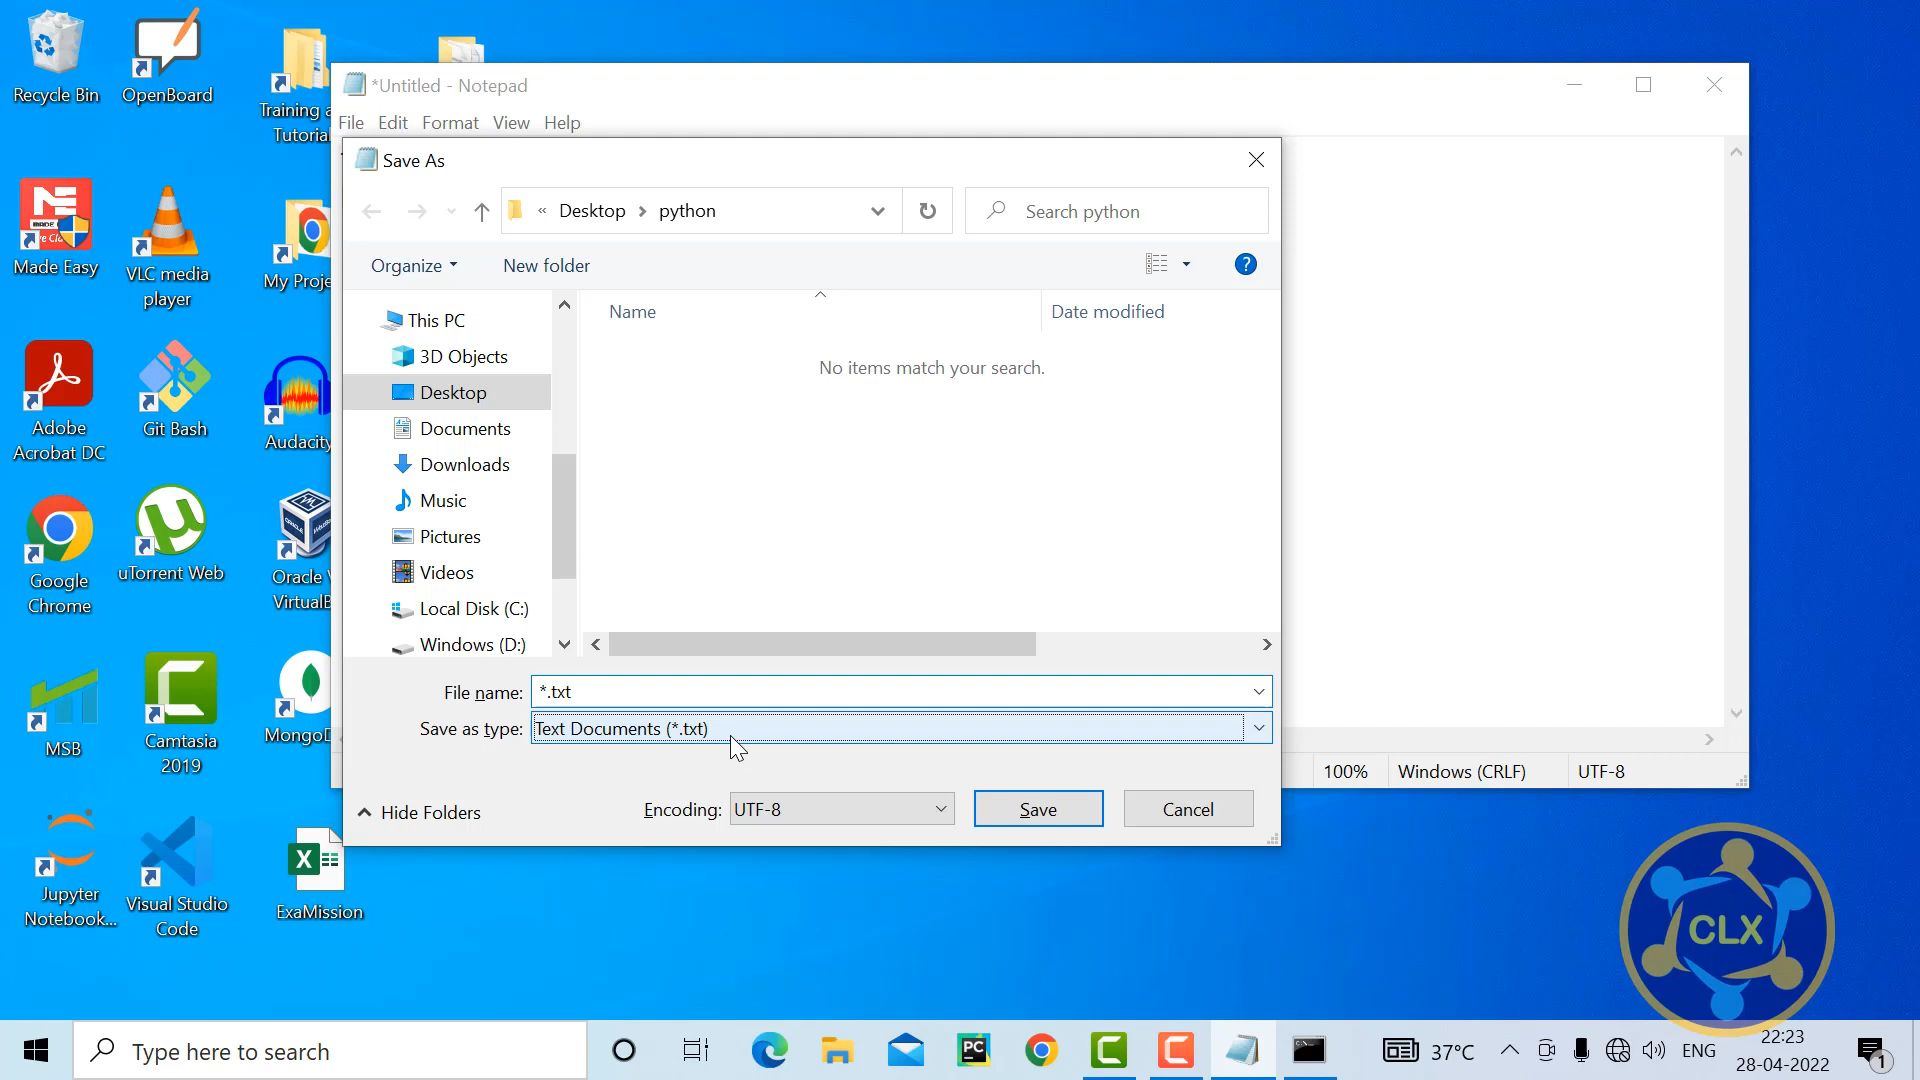 Recycle Bin
OpenBoard
Training a
Tutorial
Made Easy
VLC media
player
My Proje
Adobe
Acrobat DC
Git Bash
Audacity
Google
Chrome
uTorrent Web
Oracle V
VirtualB
MSB
Camtasia
2019
MongoD
Jupyter
Notebook...
Visual Studio
Code
ExaMission
*Untitled - Notepad
File Edit Format View Help
Save As
« Desktop › python
Search python
Organize
New folder
Name
Date modified
No items match your search.
This PC
3D Objects
Desktop
Documents
Downloads
Music
Pictures
Videos
Local Disk (C:)
Windows (D:)
File name: *.txt
Save as type: Text Documents (*.txt)
Hide Folders
Encoding: UTF-8
Save
Cancel
100%
Windows (CRLF)
UTF-8
CLX
Type here to search
37°C
ENG
22:23
28-04-2022
1